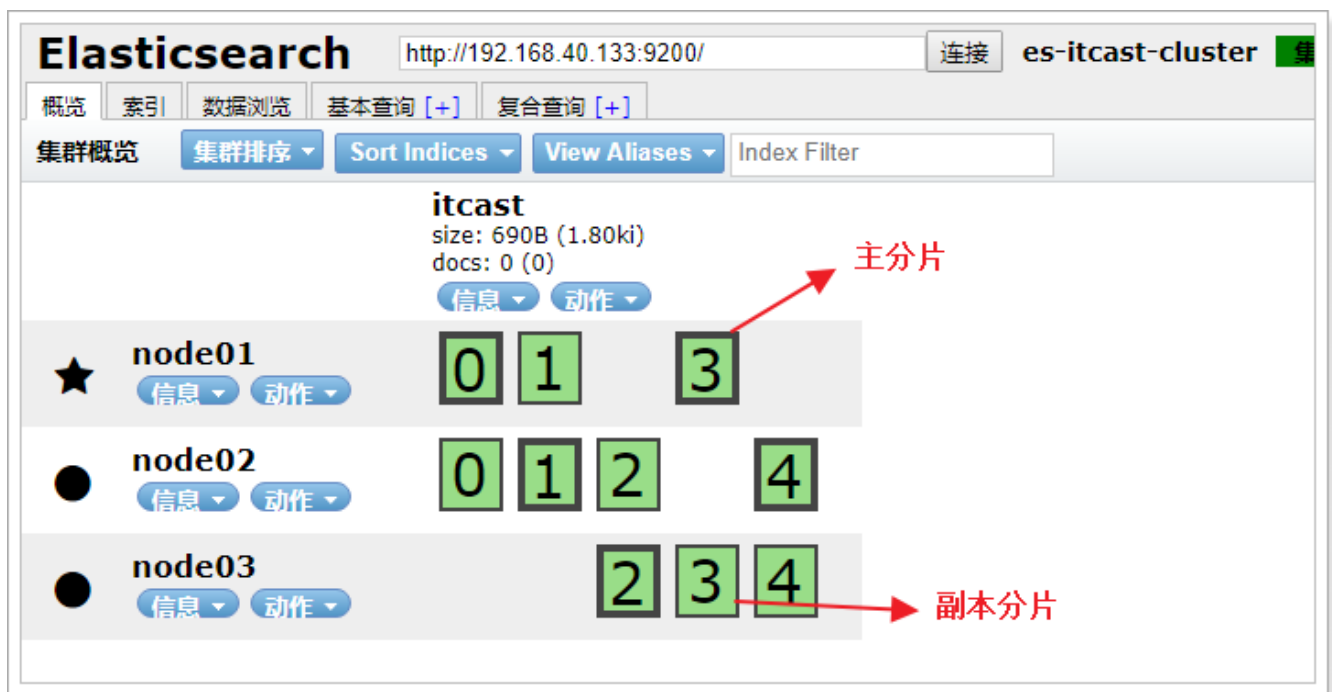 Elasticsearch http://192.168.40.133:9200/ 连接 es-itcast-cluster 集
概览 索引 数据浏览 基本查询 [+] 复合查询 [+]
集群概览 集群排序 Sort Indices View Aliases Index Filter
itcast
size: 690B (1.80ki)
docs: 0 (0)
信息 动作
主分片
node01
信息 动作
0 1 3
node02
信息 动作
0 1 2 4
node03
信息 动作
2 3 4
副本分片